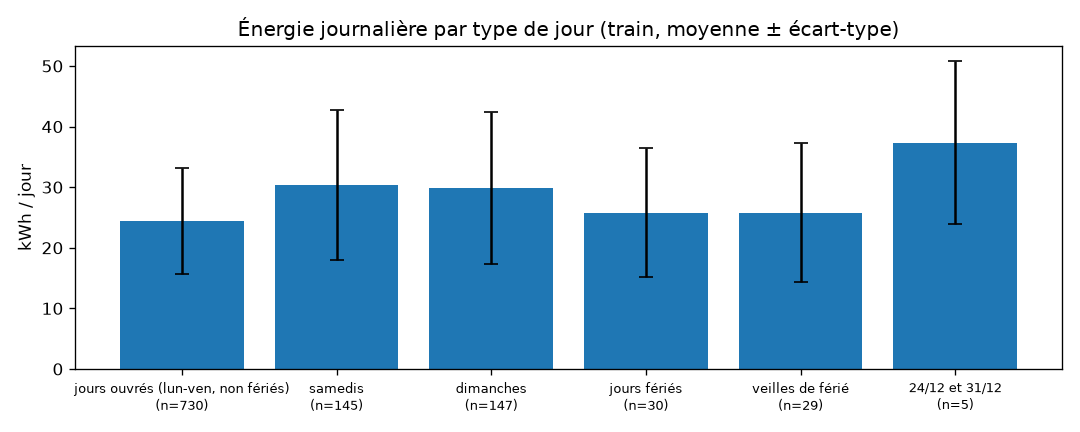 Énergie journalière par type de jour (train, moyenne ± écart-type)
kWh / jour
50
40
30
20
10
0
jours ouvrés (lun-ven, non fériés)
(n=730)
samedis
(n=145)
dimanches
(n=147)
jours fériés
(n=30)
veilles de férié
(n=29)
24/12 et 31/12
(n=5)